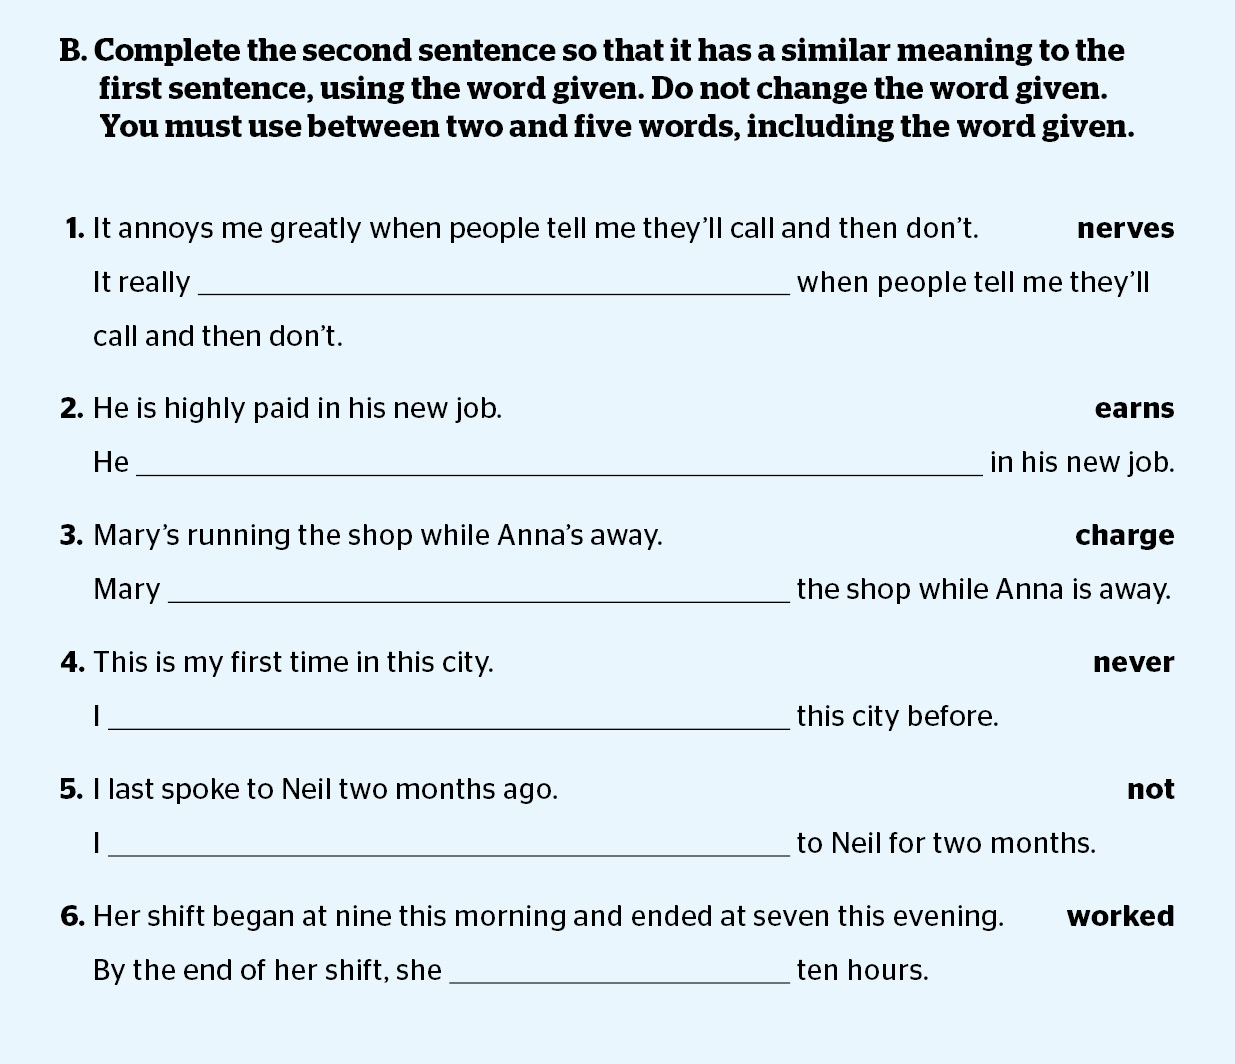 B. Complete the second sentence so that it has a similar meaning to the
first sentence, using the word given. Do not change the word given.
You must use between two and five words, including the word given.
1. It annoys me greatly when people tell me they’ll call and then don’t. nerves
It really ______________________ when people tell me they’ll
call and then don’t.
2. He is highly paid in his new job. earns
He ______________________ in his new job.
3. Mary’s running the shop while Anna’s away. charge
Mary ______________________ the shop while Anna is away.
4. This is my first time in this city. never
I ______________________ this city before.
5. I last spoke to Neil two months ago. not
I ______________________ to Neil for two months.
6. Her shift began at nine this morning and ended at seven this evening. worked
By the end of her shift, she ______________________ ten hours.